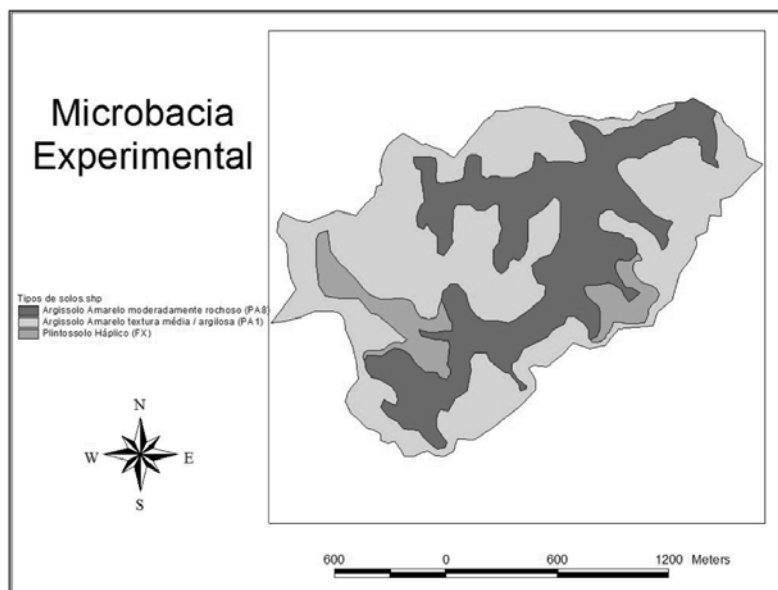 Microbacia
Experimental
Tipos de solos.shp
Argissolo Amarelo moderadamente rochoso (PA8)
Argissolo Amarelo textura média / argilosa (PA1)
Plintossolo Háplico (FX)
N
W E
S
600 0 600 1200 Meters